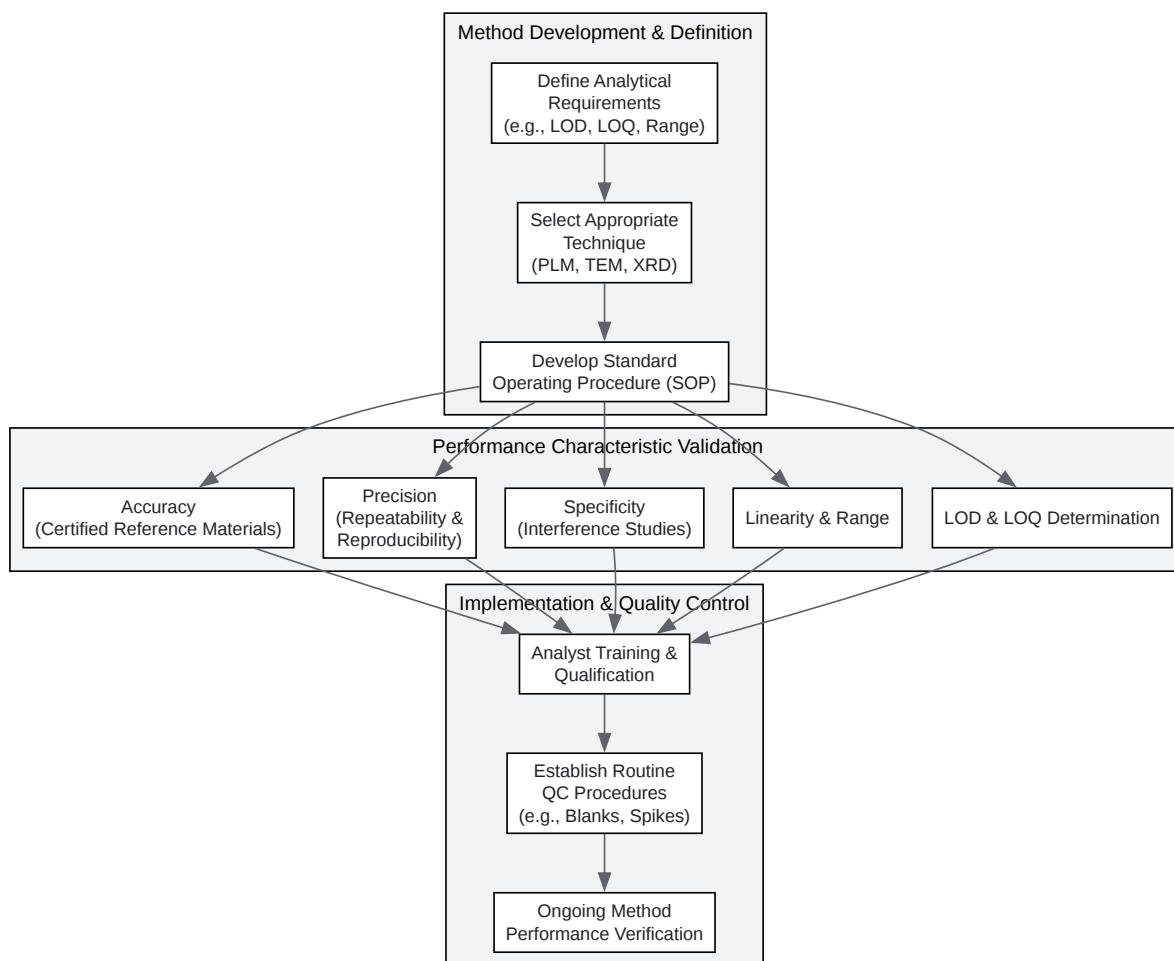 Method Development & Definition
Define Analytical
Requirements
(e.g., LOD, LOQ, Range)
Select Appropriate
Technique
(PLM, TEM, XRD)
Develop Standard
Operating Procedure (SOP)
Performance Characteristic Validation
Accuracy
(Certified Reference Materials)
Precision
(Repeatability &
Reproducibility)
Specificity
(Interference Studies)
Linearity & Range
LOD & LOQ Determination
Implementation & Quality Control
Analyst Training &
Qualification
Establish Routine
QC Procedures
(e.g., Blanks, Spikes)
Ongoing Method
Performance Verification